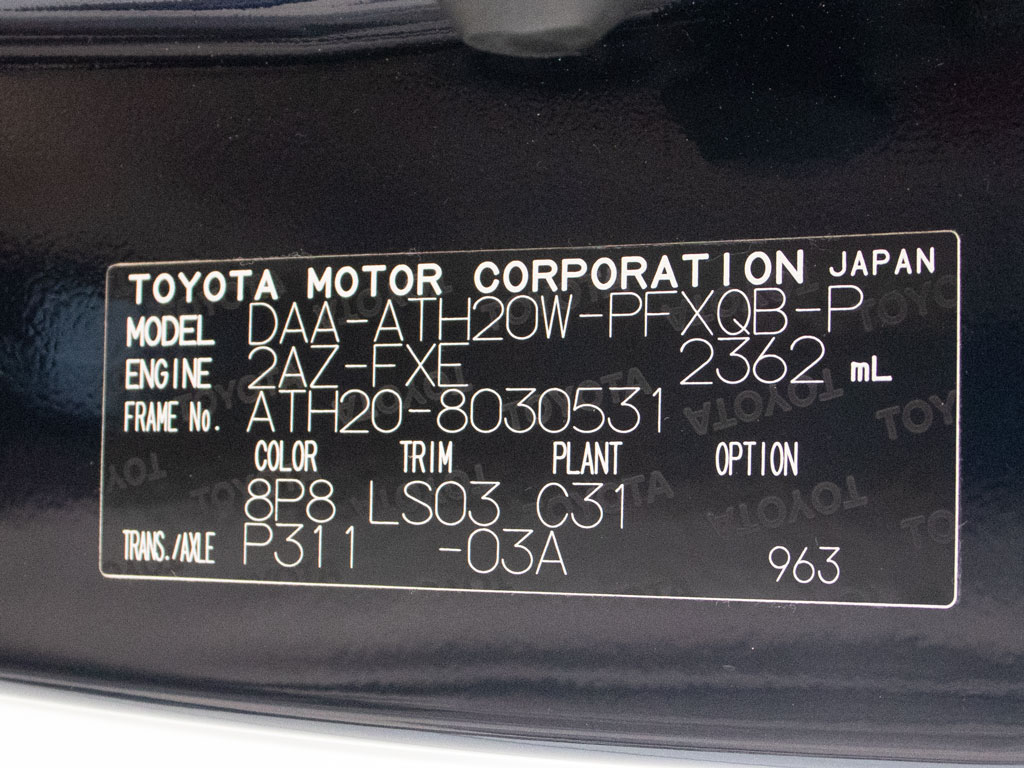 TOYOTA MOTOR CORPORATION JAPAN
MODEL DAA-ATH20W-PFXQB-P
ENGINE 2AZ-FXE 2362 mL
FRAME No. ATH20-8030531
COLOR TRIM PLANT OPTION
8P8 LS03 C31
TRANS./AXLE P311 -03A 963